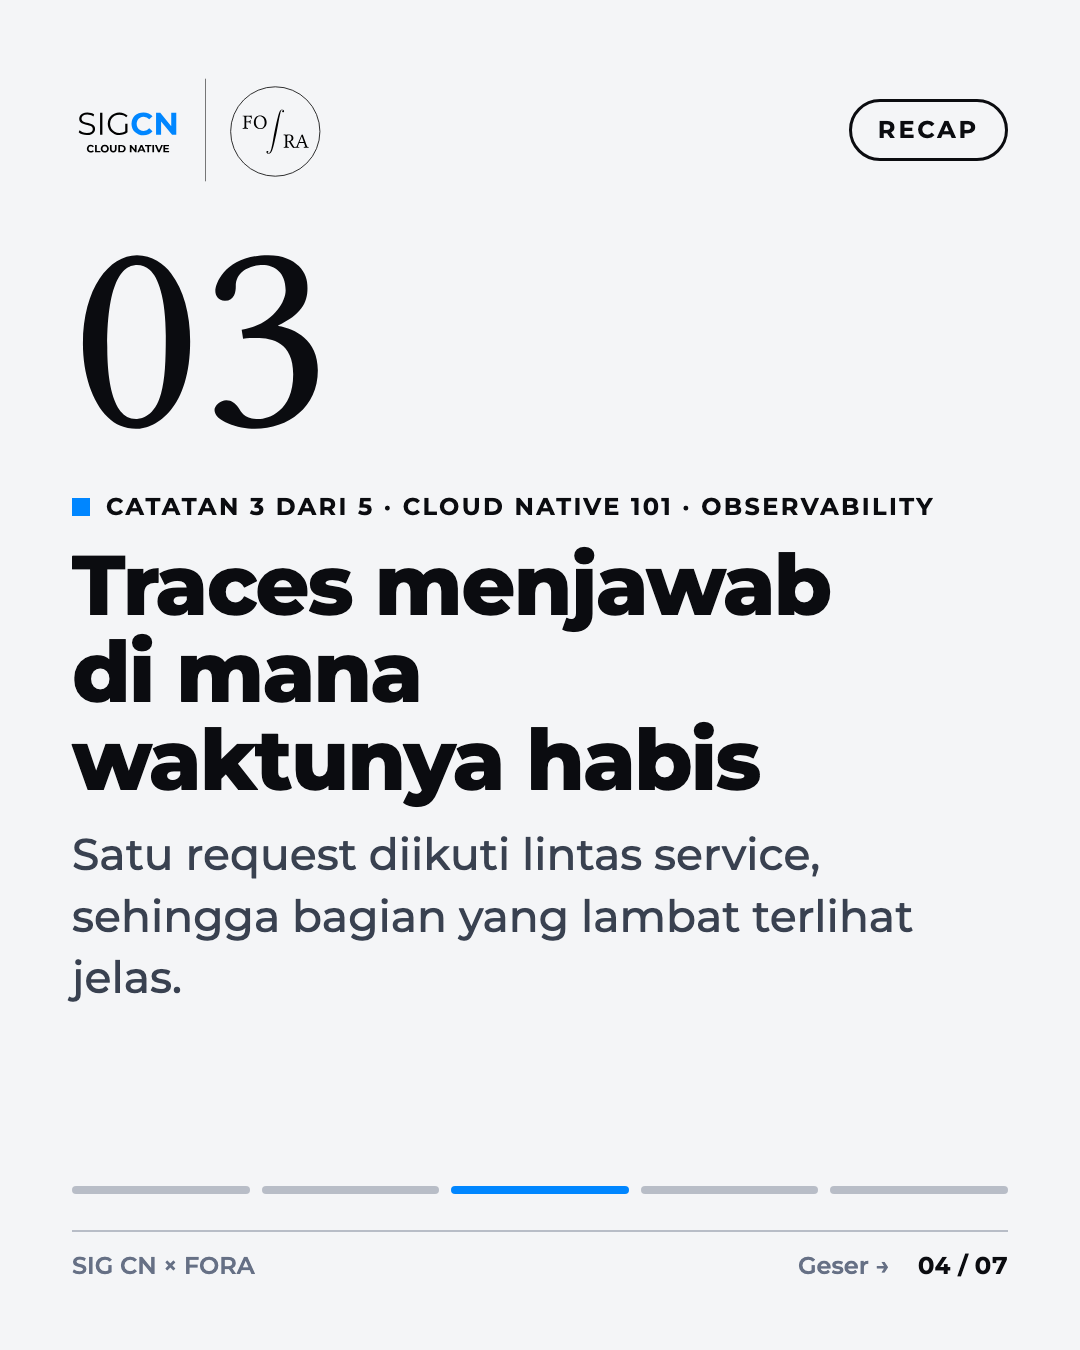 SIGCN
CLOUD NATIVE
FO RA
RECAP
03
CATATAN 3 DARI 5 · CLOUD NATIVE 101 · OBSERVABILITY
Traces menjawab
di mana
waktunya habis
Satu request diikuti lintas service,
sehingga bagian yang lambat terlihat
jelas.
SIG CN × FORA
Geser → 04 / 07